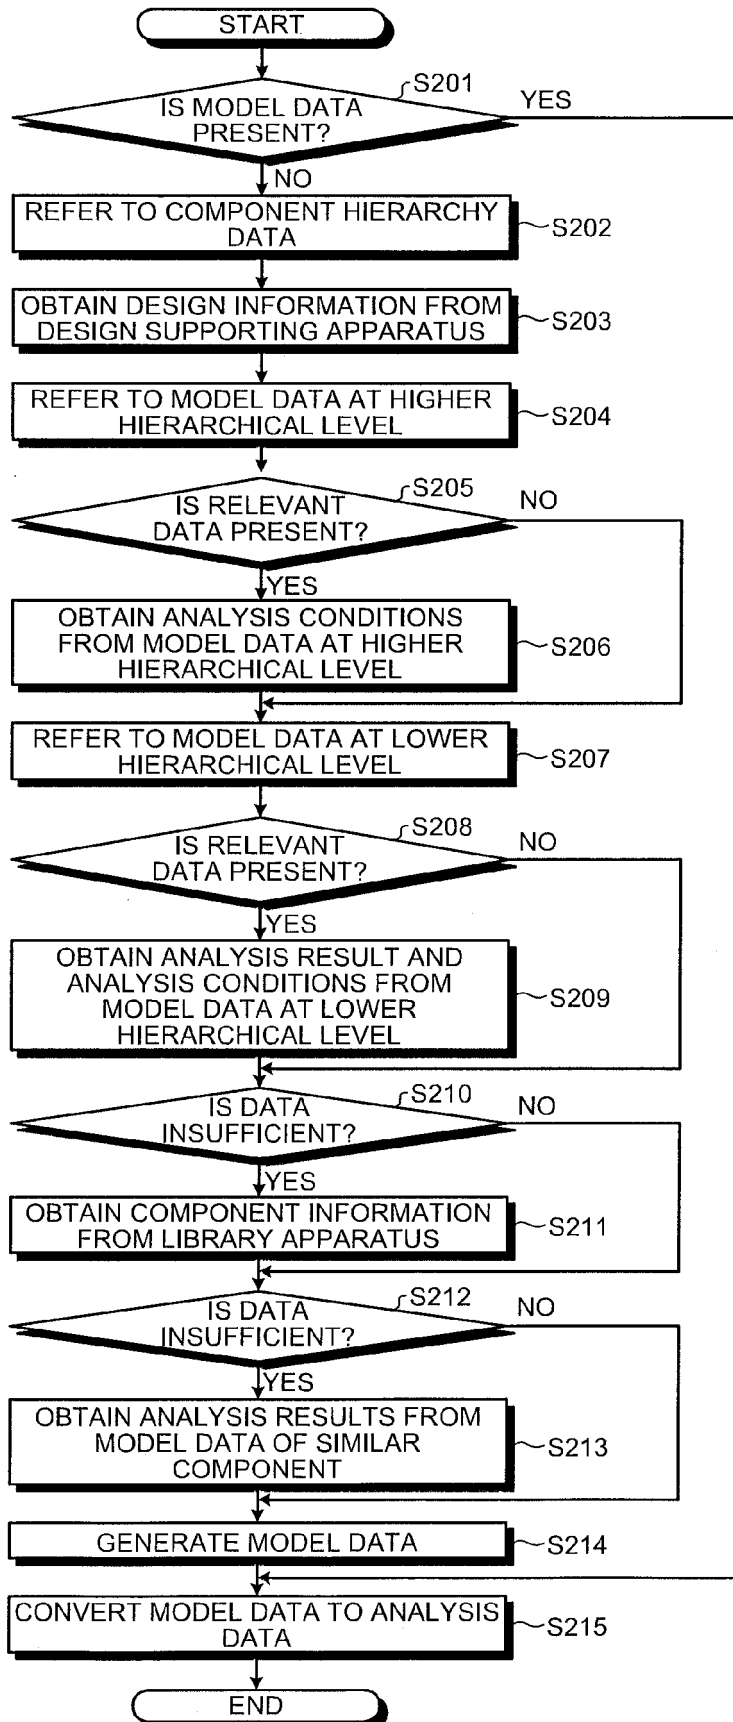 START
S201
IS MODEL DATA
PRESENT?
YES
NO
REFER TO COMPONENT HIERARCHY
DATA
S202
OBTAIN DESIGN INFORMATION FROM
DESIGN SUPPORTING APPARATUS
S203
REFER TO MODEL DATA AT HIGHER
HIERARCHICAL LEVEL
S204
S205
IS RELEVANT
DATA PRESENT?
NO
YES
OBTAIN ANALYSIS CONDITIONS
FROM MODEL DATA AT HIGHER
HIERARCHICAL LEVEL
S206
REFER TO MODEL DATA AT LOWER
HIERARCHICAL LEVEL
S207
S208
IS RELEVANT
DATA PRESENT?
NO
YES
OBTAIN ANALYSIS RESULT AND
ANALYSIS CONDITIONS FROM
MODEL DATA AT LOWER
HIERARCHICAL LEVEL
S209
S210
IS DATA
INSUFFICIENT?
NO
YES
OBTAIN COMPONENT INFORMATION
FROM LIBRARY APPARATUS
S211
S212
IS DATA
INSUFFICIENT?
NO
YES
OBTAIN ANALYSIS RESULTS FROM
MODEL DATA OF SIMILAR
COMPONENT
S213
GENERATE MODEL DATA
S214
CONVERT MODEL DATA TO ANALYSIS
DATA
S215
END